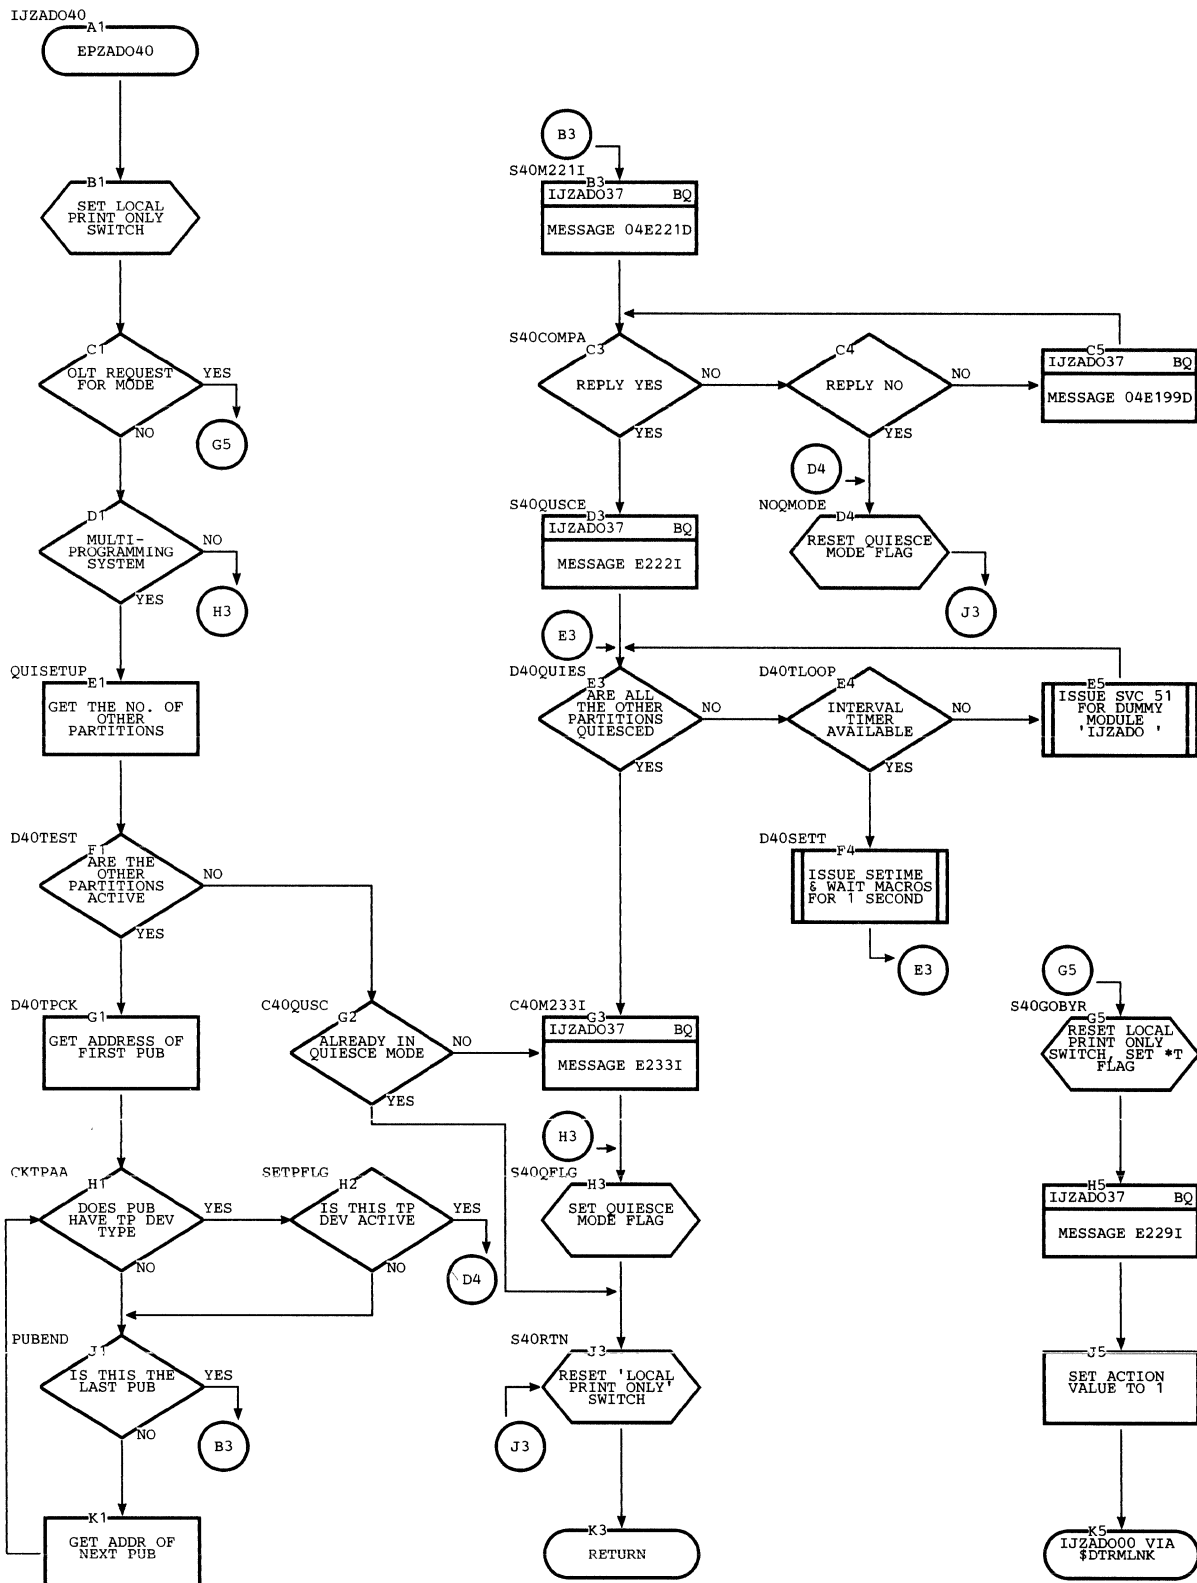 IJZADO40
A1
EPZADO40
B1
SET LOCAL
PRINT ONLY
SWITCH
C1
OLT REQUEST
FOR MODE
YES
NO
G5
D1
MULTI-
PROGRAMMING
SYSTEM
NO
YES
H3
QUISETUP
E1
GET THE NO. OF
OTHER
PARTITIONS
D40TEST
F1
ARE THE
OTHER
PARTITIONS
ACTIVE
NO
YES
D40TPCK
G1
GET ADDRESS OF
FIRST PUB
C40QUSC
G2
ALREADY IN
QUIESCE MODE
NO
YES
CKTPAA
H1
DOES PUB
HAVE TP DEV
TYPE
YES
NO
SETPFLG
H2
IS THIS TP
DEV ACTIVE
YES
NO
D4
PUBEND
J1
IS THIS THE
LAST PUB
YES
NO
B3
K1
GET ADDR OF
NEXT PUB
B3
S40M221I
B3
IJZADO37 BQ
MESSAGE 04E221D
S40COMPA
C3
REPLY YES
NO
YES
C4
REPLY NO
NO
YES
C5
IJZADO37 BQ
MESSAGE 04E199D
D4
NOQMODE
D4
RESET QUIESCE
MODE FLAG
J3
S40QUSCE
D3
IJZADO37 BQ
MESSAGE E222I
E3
D40QUIES
E3
ARE ALL
THE OTHER
PARTITIONS
QUIESCED
NO
YES
D40TLOOP
E4
INTERVAL
TIMER
AVAILABLE
NO
YES
E5
ISSUE SVC 51
FOR DUMMY
MODULE
'IJZADO '
D40SETT
F4
ISSUE SETIME
& WAIT MACROS
FOR 1 SECOND
E3
C40M233I
G3
IJZADO37 BQ
MESSAGE E233I
H3
S40QFLG
H3
SET QUIESCE
MODE FLAG
S40RTN
J3
RESET 'LOCAL
PRINT ONLY'
SWITCH
J3
K3
RETURN
G5
S40GOBYR
G5
RESET LOCAL
PRINT ONLY
SWITCH, SET *T
FLAG
H5
IJZADO37 BQ
MESSAGE E229I
J5
SET ACTION
VALUE TO 1
K5
IJZADO00 VIA
$DTRMLNK